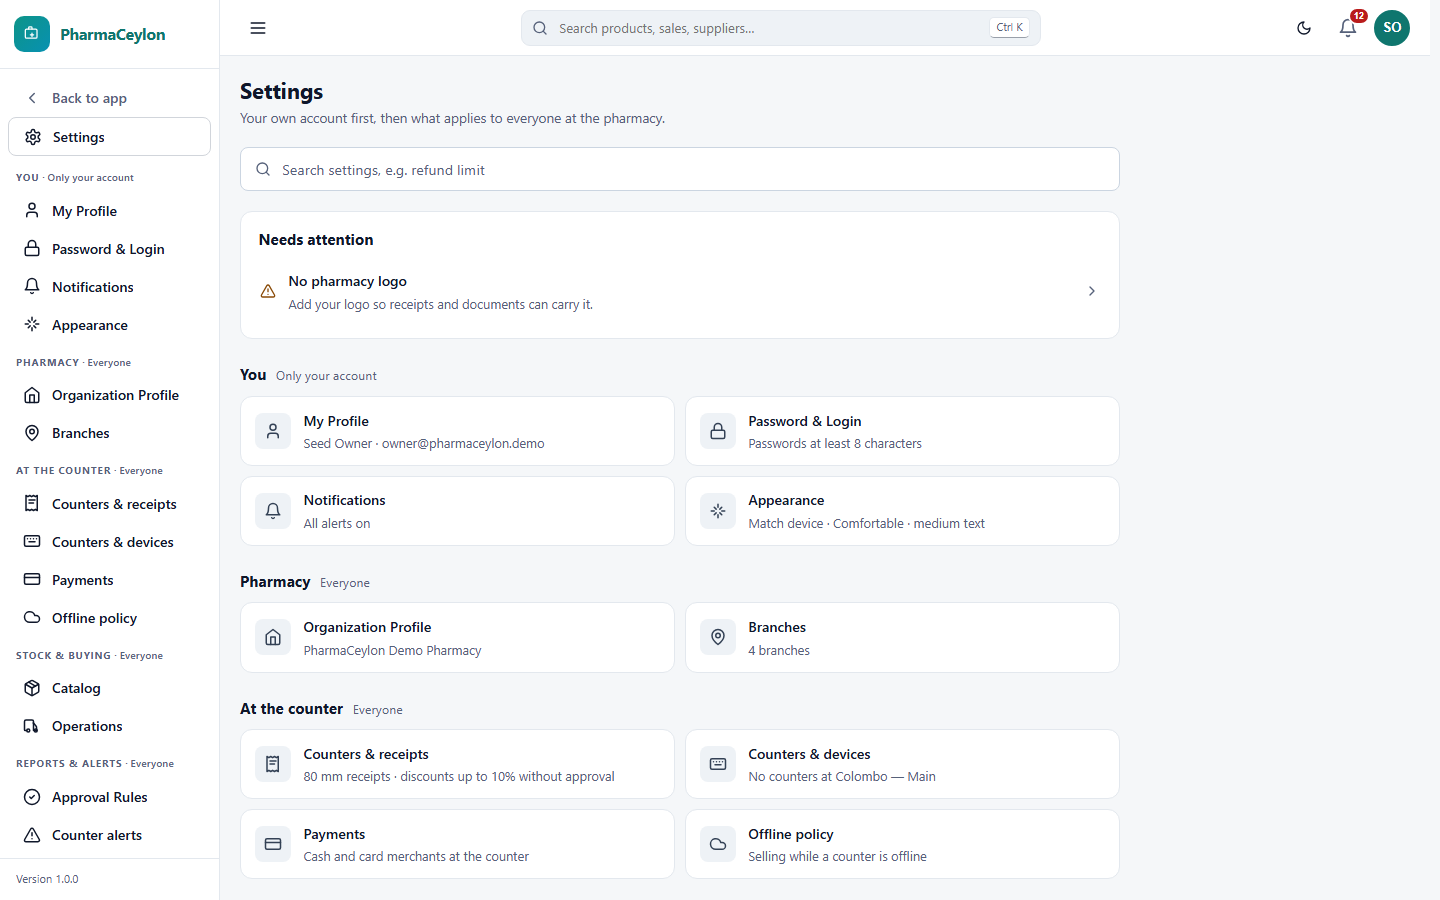 PharmaCeylon
Search products, sales, suppliers...
Ctrl K
12
SO
Back to app
Settings
YOU · Only your account
My Profile
Password & Login
Notifications
Appearance
PHARMACY · Everyone
Organization Profile
Branches
AT THE COUNTER · Everyone
Counters & receipts
Counters & devices
Payments
Offline policy
STOCK & BUYING · Everyone
Catalog
Operations
REPORTS & ALERTS · Everyone
Approval Rules
Counter alerts
Version 1.0.0
Settings
Your own account first, then what applies to everyone at the pharmacy.
Search settings, e.g. refund limit
Needs attention
No pharmacy logo
Add your logo so receipts and documents can carry it.
You Only your account
My Profile
Seed Owner · owner@pharmaceylon.demo
Password & Login
Passwords at least 8 characters
Notifications
All alerts on
Appearance
Match device · Comfortable · medium text
Pharmacy Everyone
Organization Profile
PharmaCeylon Demo Pharmacy
Branches
4 branches
At the counter Everyone
Counters & receipts
80 mm receipts · discounts up to 10% without approval
Counters & devices
No counters at Colombo — Main
Payments
Cash and card merchants at the counter
Offline policy
Selling while a counter is offline